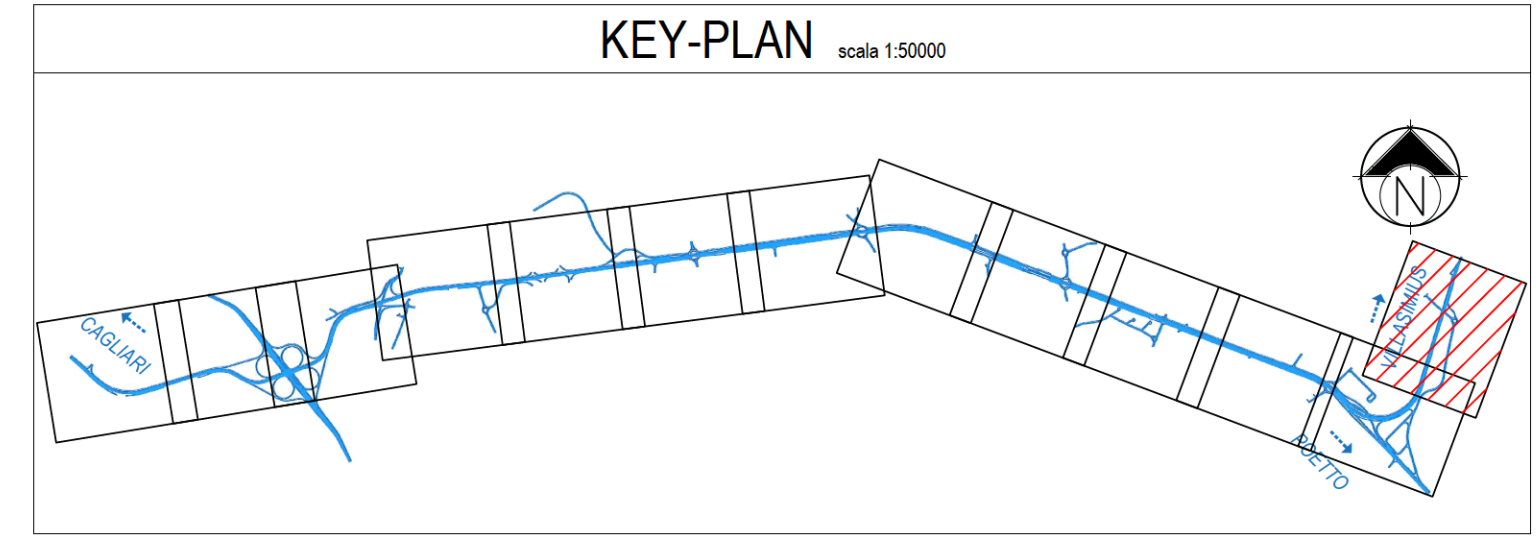 KEY-PLAN scala 1:50000
N
CAGLIARI
VILLASIMIUS
POETTO